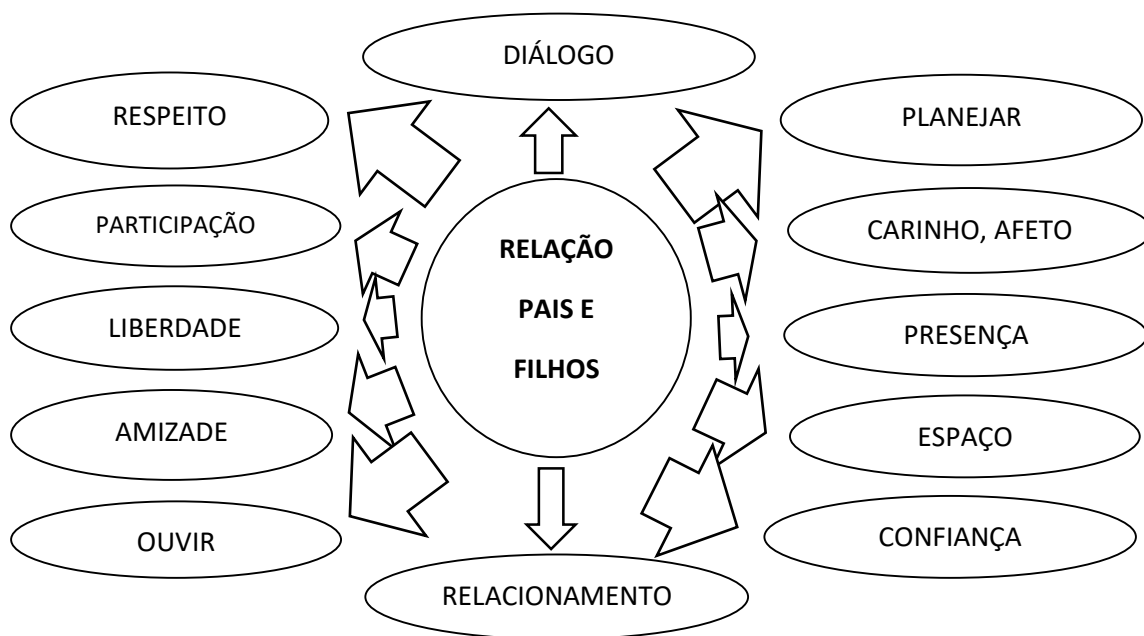 DIÁLOGO
RESPEITO
PLANEJAR
PARTICIPAÇÃO
CARINHO, AFETO
RELAÇÃO
PAIS E
FILHOS
LIBERDADE
PRESENÇA
AMIZADE
ESPAÇO
OUVIR
CONFIANÇA
RELACIONAMENTO